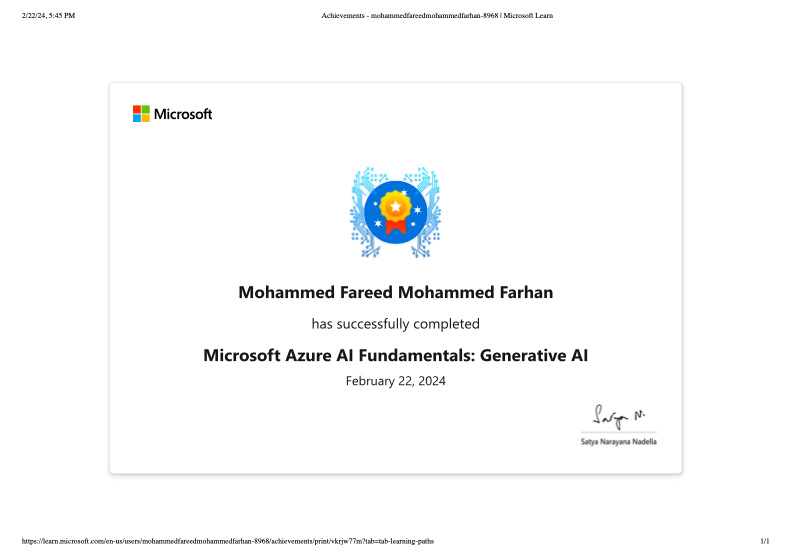 2/22/24, 5:45 PM
Achievements - mohammedfareedmohammedfarhan-8968 | Microsoft Learn
Microsoft
Mohammed Fareed Mohammed Farhan
has successfully completed
Microsoft Azure AI Fundamentals: Generative AI
February 22, 2024
Satya N.
Satya Narayana Nadella
https://learn.microsoft.com/en-us/users/mohammedfareedmohammedfarhan-8968/achievements/print/vkrjw77m?tab=tab-learning-paths
1/1